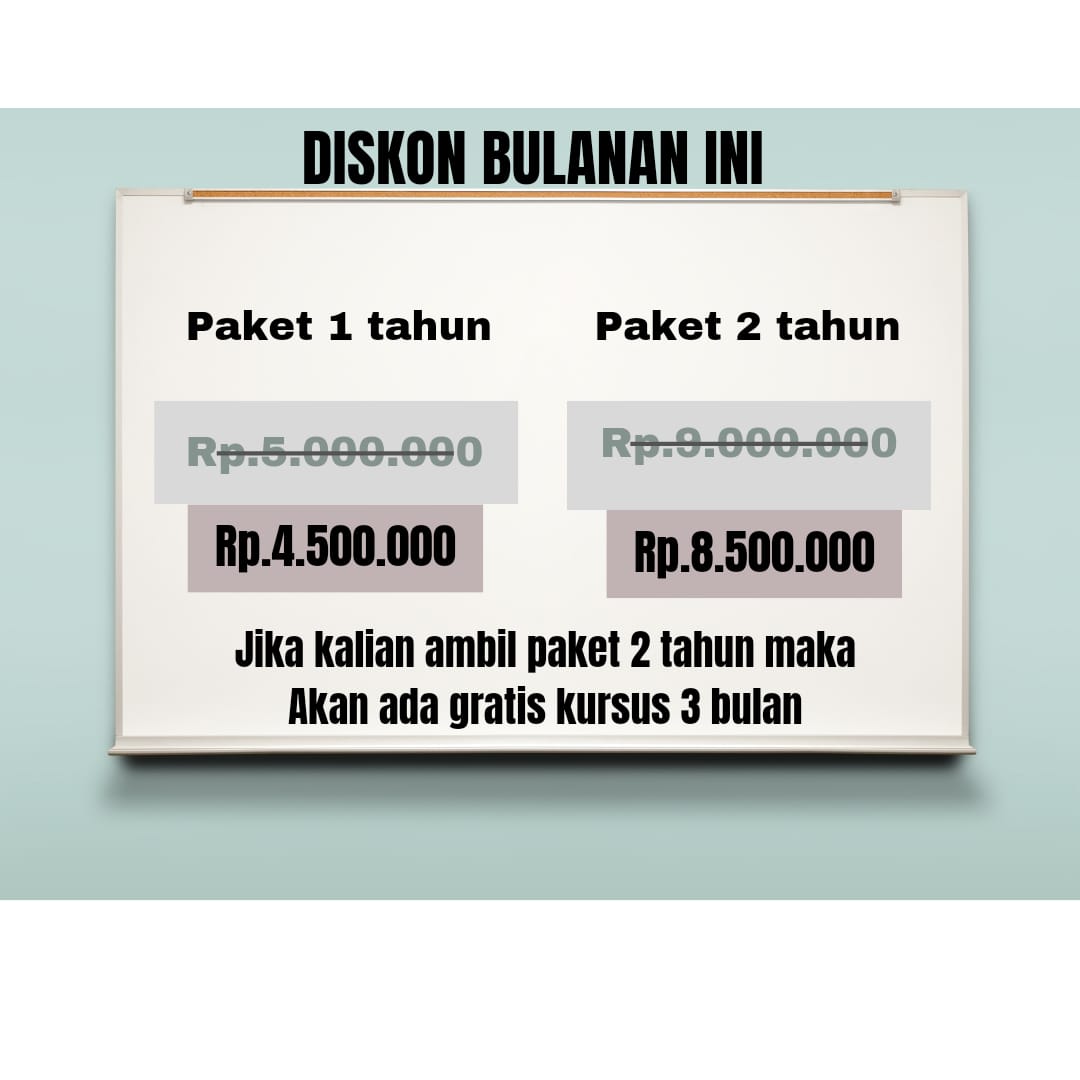 DISKON BULANAN INI
Paket 1 tahun
Paket 2 tahun
Rp.5.000.000
Rp.9.000.000
Rp.4.500.000
Rp.8.500.000
Jika kalian ambil paket 2 tahun maka
Akan ada gratis kursus 3 bulan